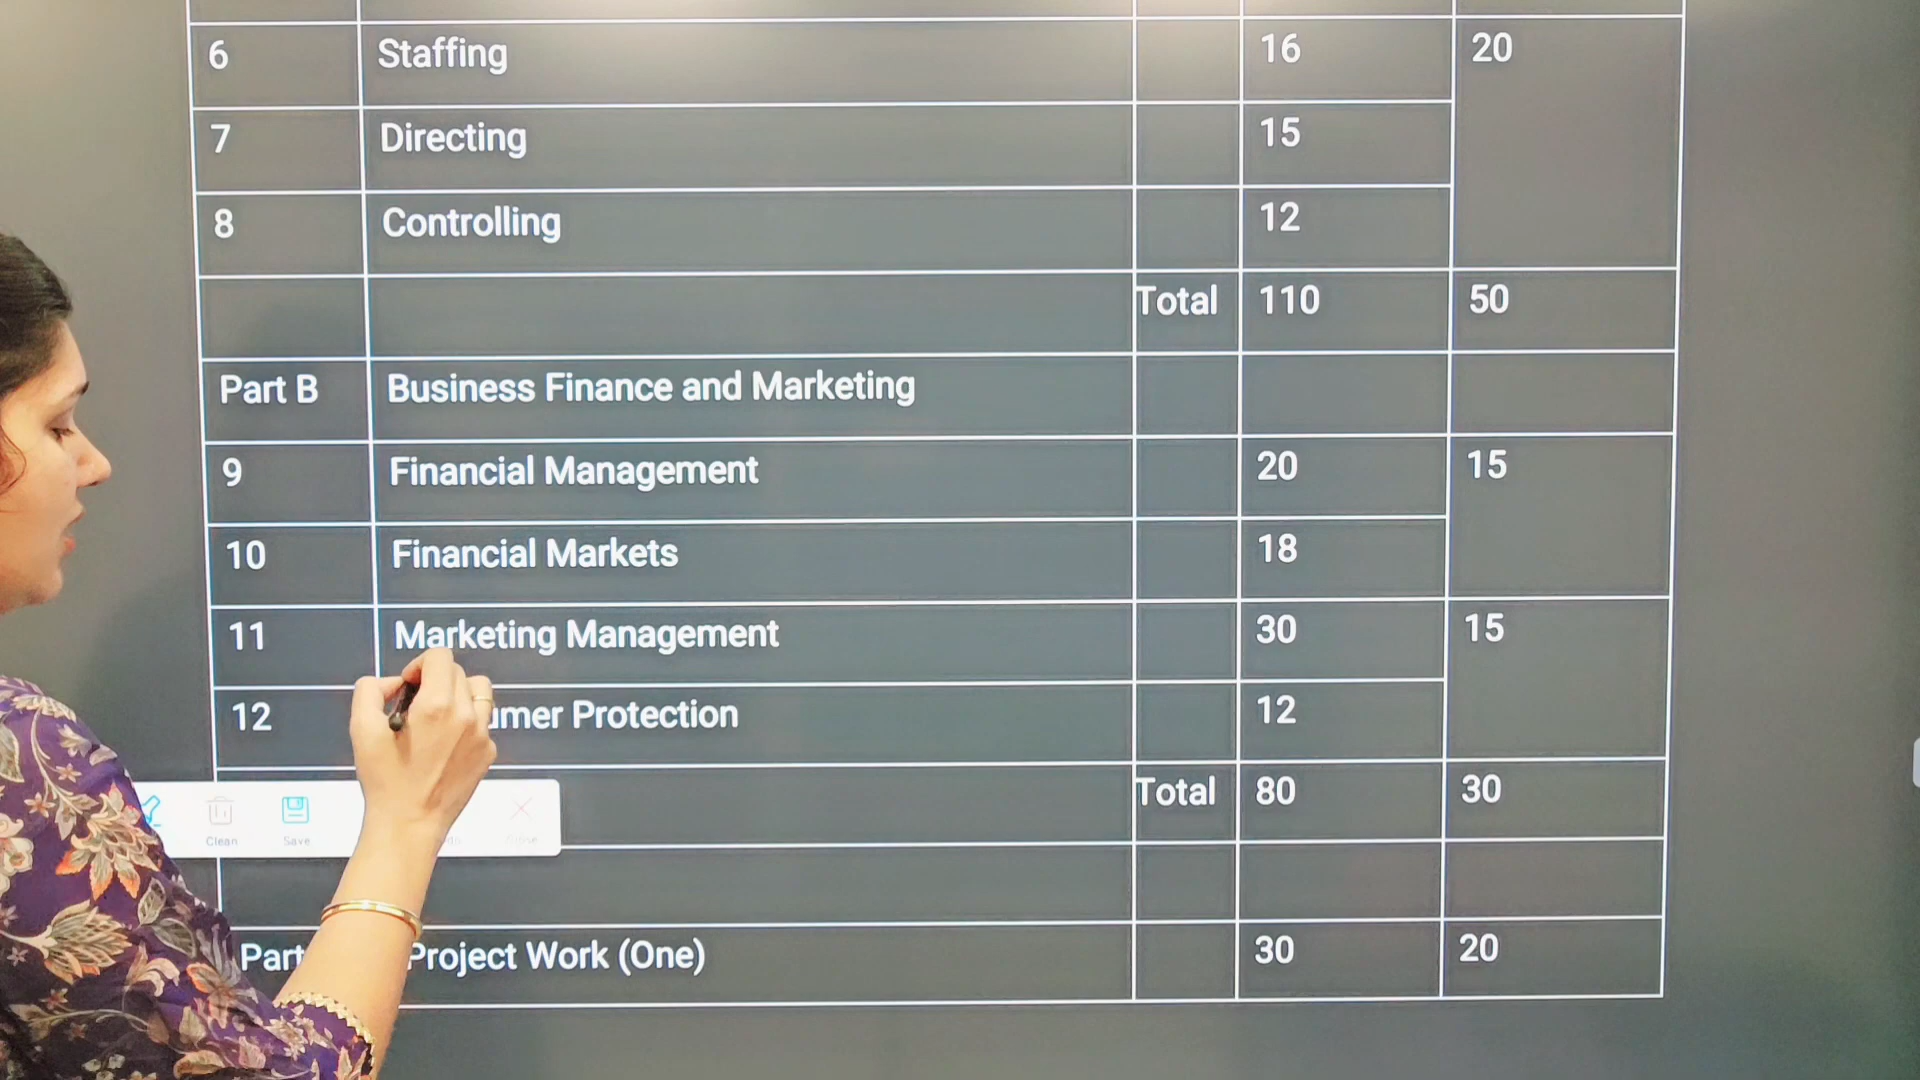 6 Staffing 16 20
7 Directing 15
8 Controlling 12
Total 110 50
Part B Business Finance and Marketing
9 Financial Management 20 15
10 Financial Markets 18
11 Marketing Management 30 15
12 Protection 12
Total 80 30
Clean Save
Part Project Work (One) 30 20